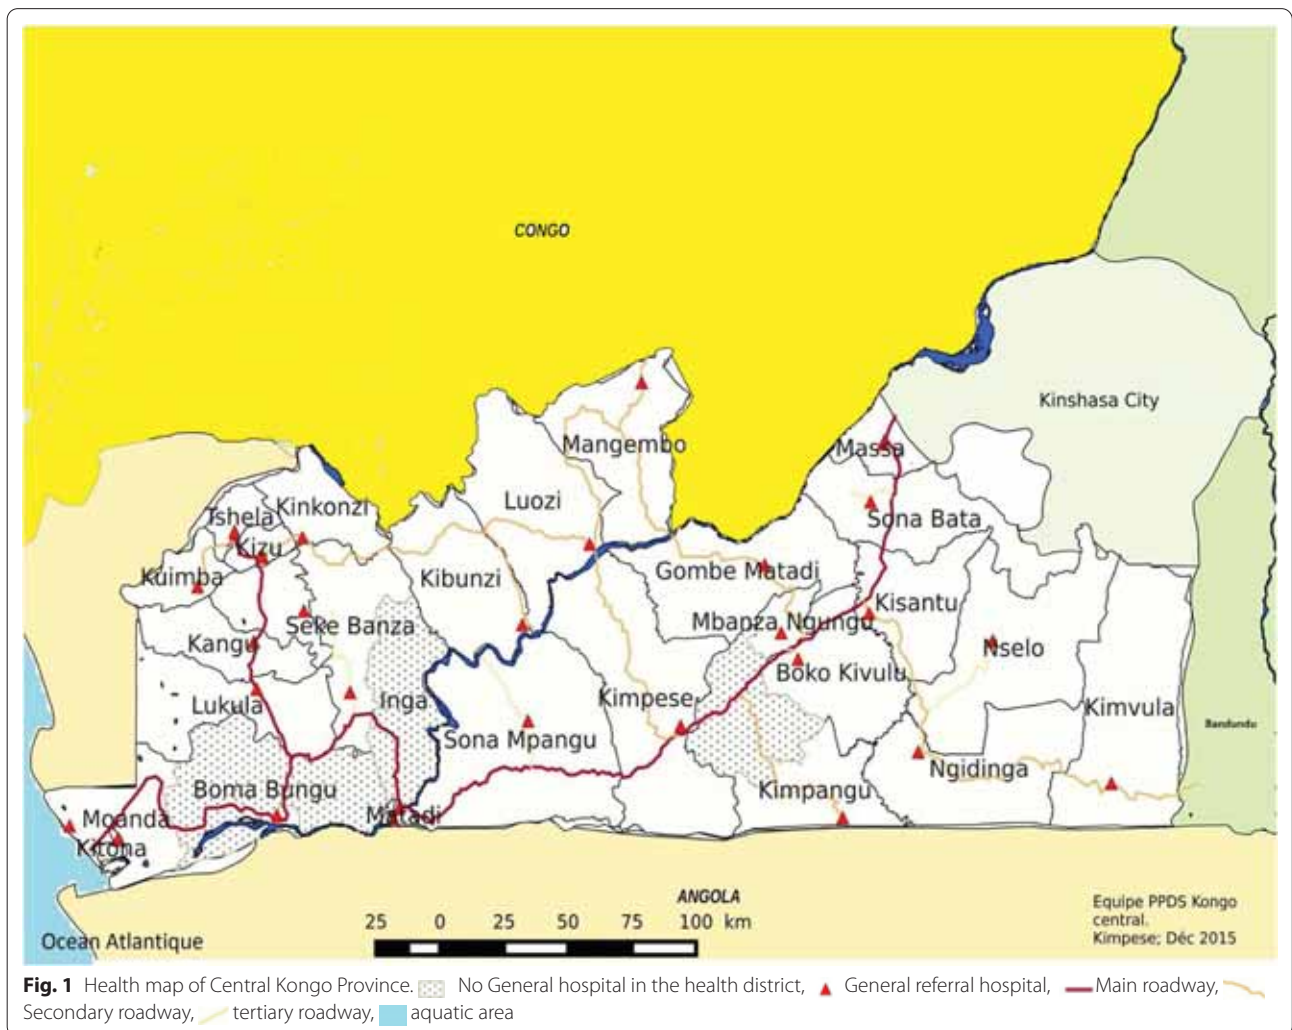 CONGO
Kinshasa City
Mangembo
Massa
Luozi
Kinkonzi
Tshela
Sona Bata
Kizu
Kuimba
Kibunzi
Gombe Matadi
Kisantu
Seke Banza
Mbanza Ngungu
Kangu
Nselo
Boko Kivulu
Lukula
Inga
Kimpese
Kimvula
Bandundu
Sona Mpangu
Ngidinga
Boma Bungu
Kimpangu
Matadi
Moanda
Kitona
ANGOLA
25 0 25 50 75 100 km
Equipe PPDS Kongo
central.
Kimpese; Déc 2015
Ocean Atlantique
Fig. 1 Health map of Central Kongo Province. No General hospital in the health district, General referral hospital, Main roadway,
Secondary roadway, tertiary roadway, aquatic area